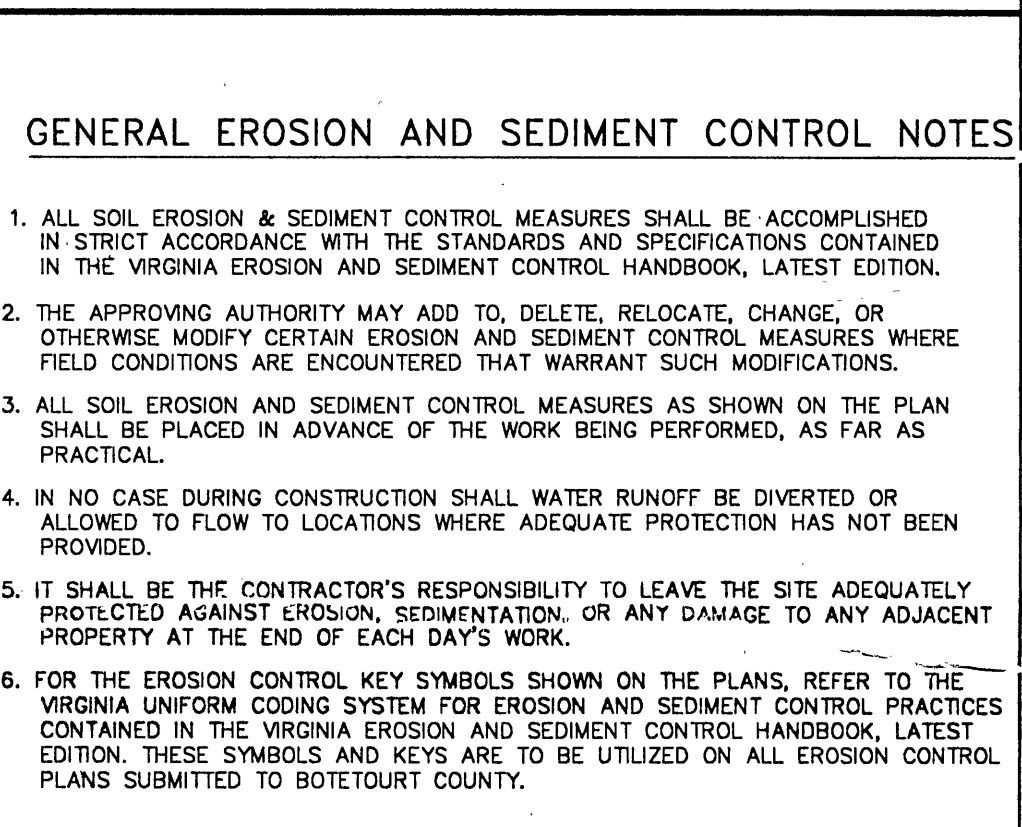 GENERAL EROSION AND SEDIMENT CONTROL NOTES
1. ALL SOIL EROSION & SEDIMENT CONTROL MEASURES SHALL BE ACCOMPLISHED
IN STRICT ACCORDANCE WITH THE STANDARDS AND SPECIFICATIONS CONTAINED
IN THE VIRGINIA EROSION AND SEDIMENT CONTROL HANDBOOK, LATEST EDITION.
2. THE APPROVING AUTHORITY MAY ADD TO, DELETE, RELOCATE, CHANGE, OR
OTHERWISE MODIFY CERTAIN EROSION AND SEDIMENT CONTROL MEASURES WHERE
FIELD CONDITIONS ARE ENCOUNTERED THAT WARRANT SUCH MODIFICATIONS.
3. ALL SOIL EROSION AND SEDIMENT CONTROL MEASURES AS SHOWN ON THE PLAN
SHALL BE PLACED IN ADVANCE OF THE WORK BEING PERFORMED, AS FAR AS
PRACTICAL.
4. IN NO CASE DURING CONSTRUCTION SHALL WATER RUNOFF BE DIVERTED OR
ALLOWED TO FLOW TO LOCATIONS WHERE ADEQUATE PROTECTION HAS NOT BEEN
PROVIDED.
5. IT SHALL BE THE CONTRACTOR'S RESPONSIBILITY TO LEAVE THE SITE ADEQUATELY
PROTECTED AGAINST EROSION, SEDIMENTATION, OR ANY DAMAGE TO ANY ADJACENT
PROPERTY AT THE END OF EACH DAY'S WORK.
6. FOR THE EROSION CONTROL KEY SYMBOLS SHOWN ON THE PLANS, REFER TO THE
VIRGINIA UNIFORM CODING SYSTEM FOR EROSION AND SEDIMENT CONTROL PRACTICES
CONTAINED IN THE VIRGINIA EROSION AND SEDIMENT CONTROL HANDBOOK, LATEST
EDITION. THESE SYMBOLS AND KEYS ARE TO BE UTILIZED ON ALL EROSION CONTROL
PLANS SUBMITTED TO BOTETOURT COUNTY.